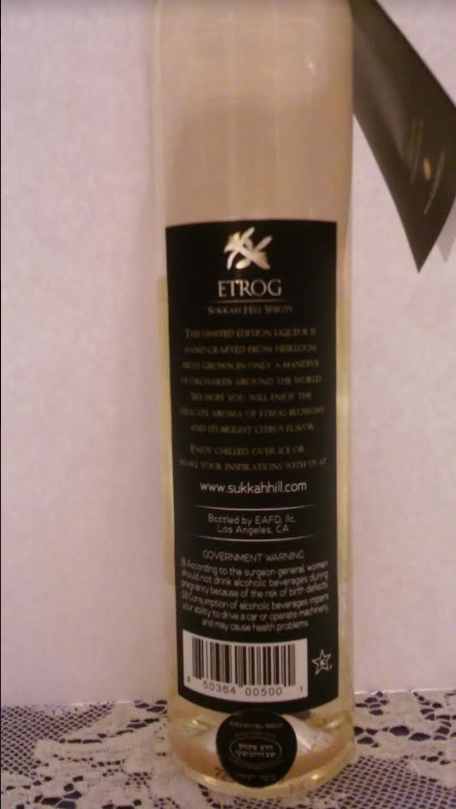 ETROG
SUKKAH HILL SPIRITS
THIS LIMITED EDITION LIQUEUR IS
HAND-CRAFTED FROM HEIRLOOM
FRUIT GROWN IN ONLY A HANDFUL
OF ORCHARDS AROUND THE WORLD
WE HOPE YOU WILL ENJOY THE
DELICATE AROMA OF ETROG BLOSSOMS
AND ITS BRIGHT CITRUS FLAVOR.
ENJOY CHILLED OVER ICE OR
SHARE YOUR INSPIRATIONS WITH US AT
www.sukkahhill.com
Bottled by EAFD, llc,
Los Angeles, CA
GOVERNMENT WARNING
(1) According to the surgeon general, women
should not drink alcoholic beverages during
pregnancy because of the risk of birth defects
(2) Consumption of alcoholic beverages impairs
your ability to drive a car or operate machinery,
and may cause health problems.
8 50364 00500 1
K
SUKKAH HILL SPIRITS